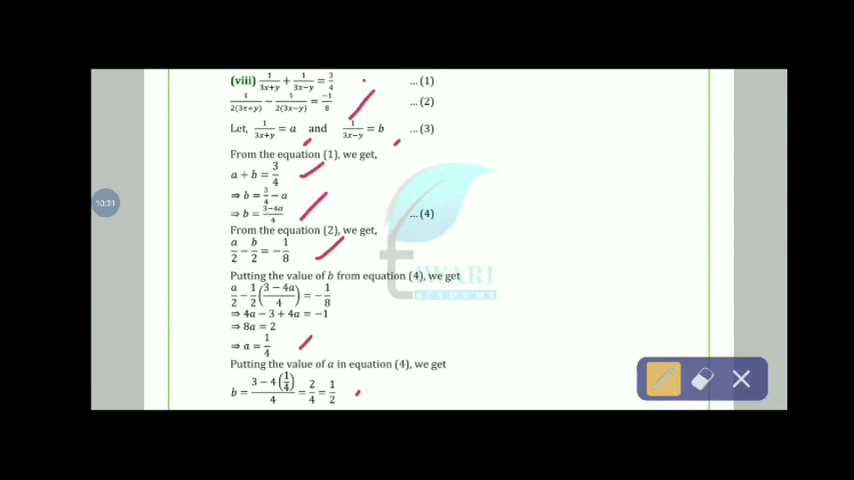 (viii) 1/(3x+y) + 1/(3x−y) = 3/4 ... (1)
1/(2(3x+y)) − 1/(2(3x−y)) = −1/8 ... (2)
Let, 1/(3x+y) = a and 1/(3x−y) = b ... (3)
From the equation (1), we get,
a + b = 3/4
⇒ b = 3/4 − a
⇒ b = (3−4a)/4 ... (4)
From the equation (2), we get,
a/2 − b/2 = −1/8
Putting the value of b from equation (4), we get
a/2 − 1/2((3 − 4a)/4) = −1/8
⇒ 4a − 3 + 4a = −1
⇒ 8a = 2
⇒ a = 1/4
Putting the value of a in equation (4), we get
b = (3 − 4(1/4))/4 = 2/4 = 1/2
TIWARI
ACADEMY
10:31